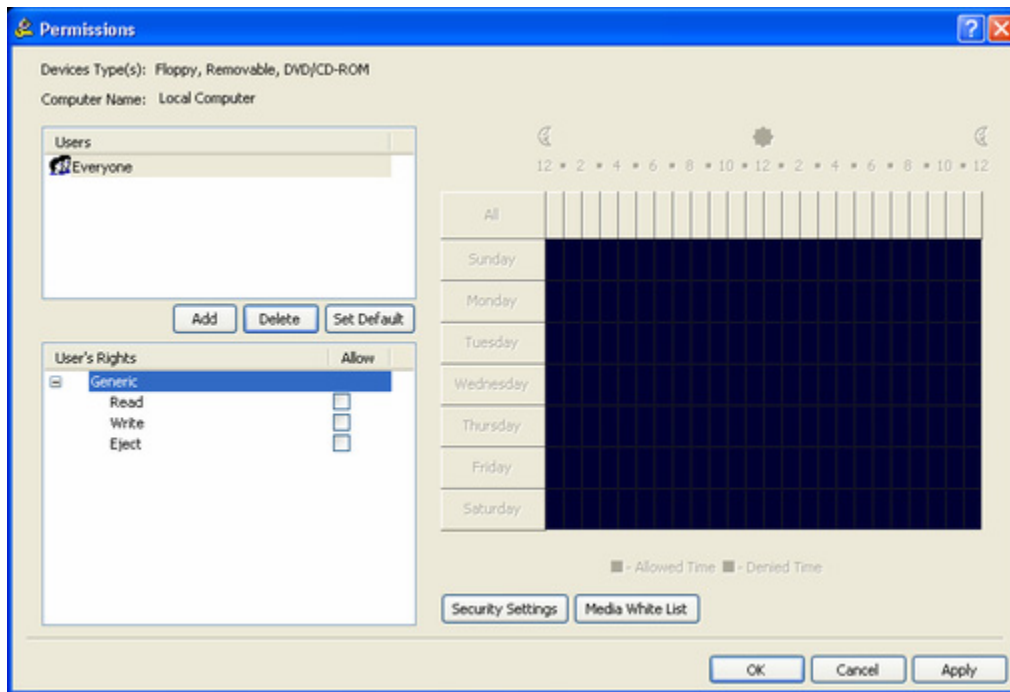 Permissions
Devices Type(s): Floppy, Removable, DVD/CD-ROM
Computer Name: Local Computer
Users
Everyone
Add Delete Set Default
User's Rights Allow
Generic
Read
Write
Eject
12 • 2 • 4 • 6 • 8 • 10 • 12 • 2 • 4 • 6 • 8 • 10 • 12
All
Sunday
Monday
Tuesday
Wednesday
Thursday
Friday
Saturday
- Allowed Time - Denied Time
Security Settings Media White List
OK Cancel Apply